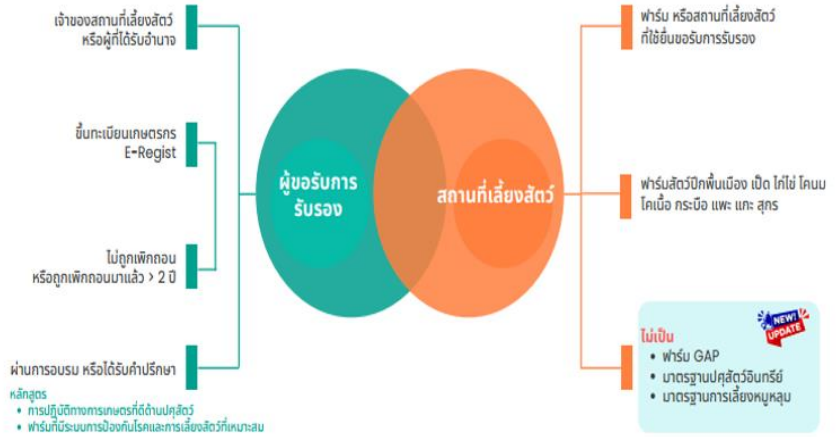 เจ้าของสถานที่เลี้ยงสัตว์
หรือผู้ที่ได้รับอำนาจ
ขึ้นทะเบียนเกษตรกร
E-Regist
ไม่ถูกเพิกถอน
หรือถูกเพิกถอนมาแล้ว > 2 ปี
ผ่านการอบรม หรือได้รับคำปรึกษา
หลักสูตร
• การปฏิบัติทางการเกษตรที่ดีด้านปศุสัตว์
• ฟาร์มที่มีระบบการป้องกันโรคและการเลี้ยงสัตว์ที่เหมาะสม
ผู้ขอรับการ
รับรอง
สถานที่เลี้ยงสัตว์
ฟาร์ม หรือสถานที่เลี้ยงสัตว์
ที่ใช้ยื่นขอรับการรับรอง
ฟาร์มสัตว์ปีกพื้นเมือง เป็ด ไก่ไข่ โคนม
โคเนื้อ กระบือ แพะ แกะ สุกร
NEW!
UPDATE
ไม่เป็น
• ฟาร์ม GAP
• มาตรฐานปศุสัตว์อินทรีย์
• มาตรฐานการเลี้ยงหมูหลุม